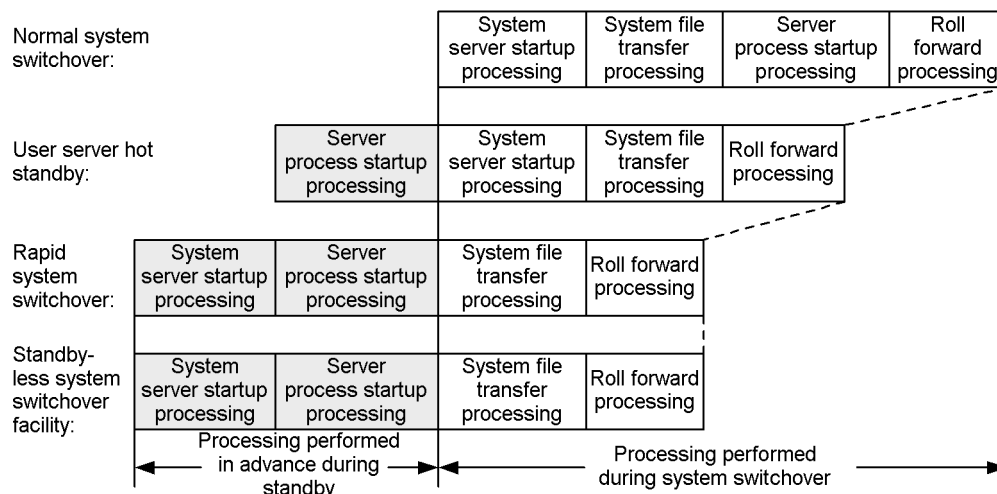 Normal system
switchover:
System
server startup
processing
System file
transfer
processing
Server
process startup
processing
Roll
forward
processing
User server hot
standby:
Server
process startup
processing
System
server startup
processing
System file
transfer
processing
Roll forward
processing
Rapid
system
switchover:
System
server startup
processing
Server
process startup
processing
System file
transfer
processing
Roll forward
processing
Standby-
less system
switchover
facility:
System
server startup
processing
Server
process startup
processing
System file
transfer
processing
Roll forward
processing
Processing performed
in advance during
standby
Processing performed
during system switchover